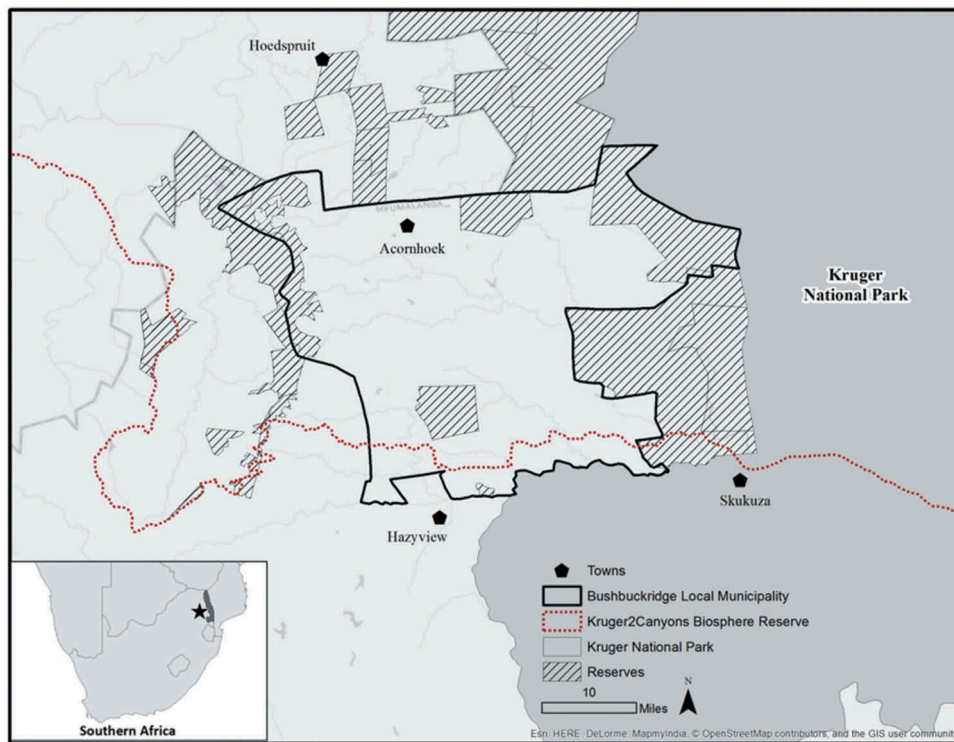 Hoedspruit
MPUMALANGA
Acornhoek
Kruger
National Park
Skukuza
Hazyview
Towns
Bushbuckridge Local Municipality
Kruger2Canyons Biosphere Reserve
Kruger National Park
Reserves
10
Miles
N
Southern Africa
Esri, HERE, DeLorme, MapmyIndia, © OpenStreetMap contributors, and the GIS user community